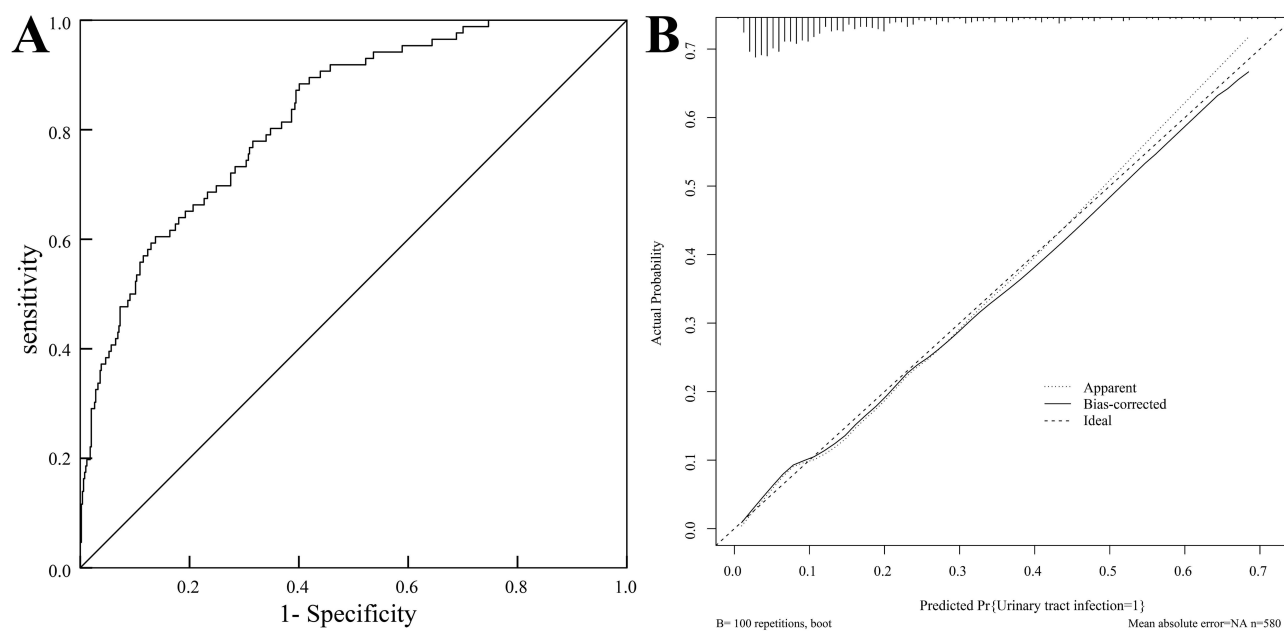 A
1.0
0.8
0.6
0.4
0.2
0.0
0.2
0.4
0.6
0.8
1.0
sensitivity
1- Specificity
B
0.7
0.6
0.5
0.4
0.3
0.2
0.1
0.0
Actual Probability
Apparent
Bias-corrected
Ideal
0.0
0.1
0.2
0.3
0.4
0.5
0.6
0.7
Predicted Pr{Urinary tract infection=1}
B= 100 repetitions, boot
Mean absolute error=NA n=580